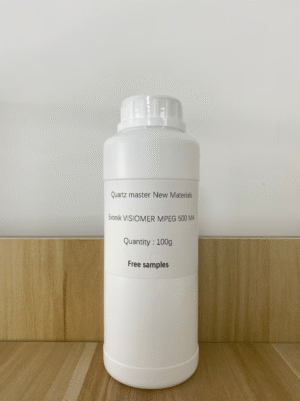 Quartz master New Materials
Evonik VISIOMER MPEG 500 MA
Quantity : 100g
Free samples